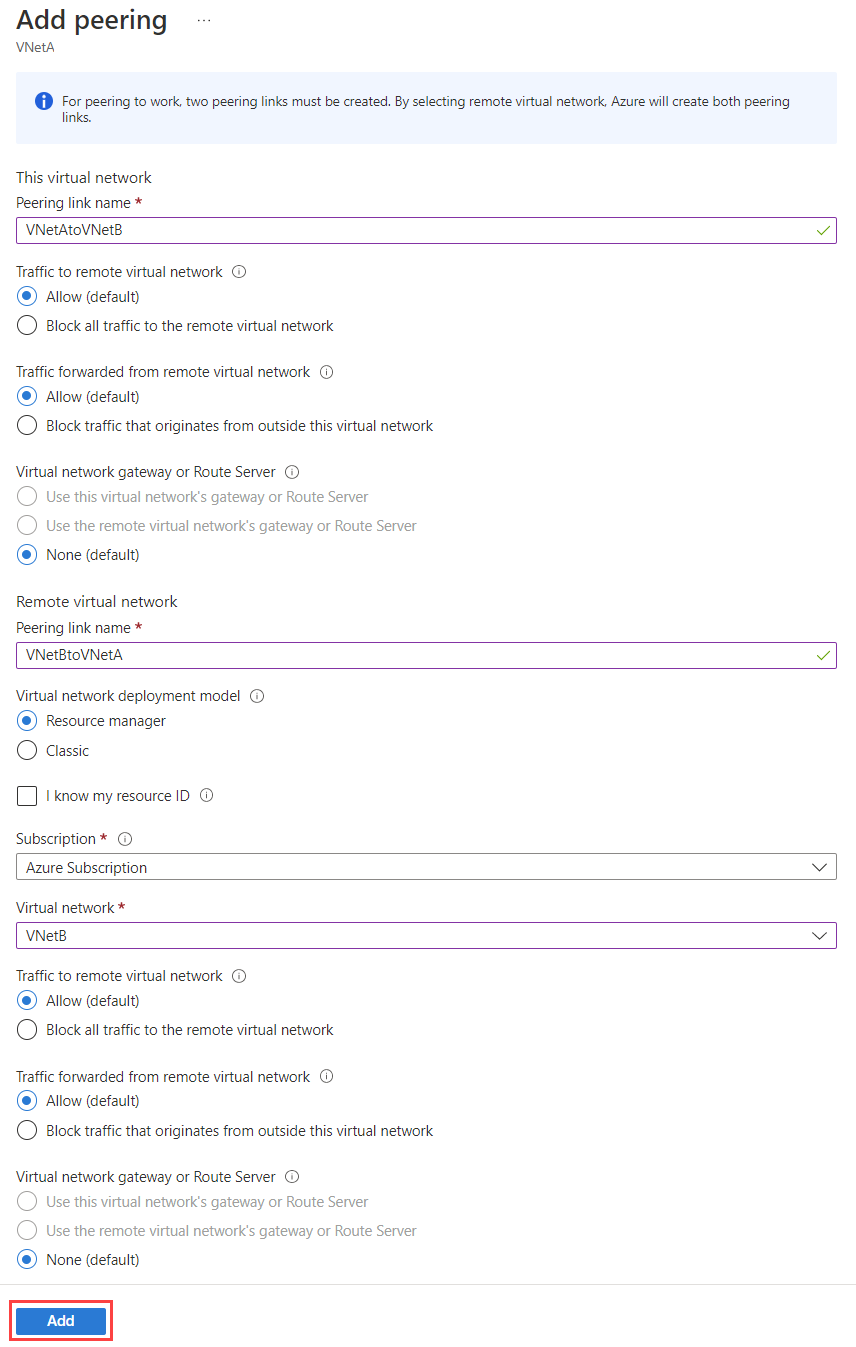 Add peering ...
VNetA
For peering to work, two peering links must be created. By selecting remote virtual network, Azure will create both peering
links.
This virtual network
Peering link name *
VNetAtoVNetB
Traffic to remote virtual network
Allow (default)
Block all traffic to the remote virtual network
Traffic forwarded from remote virtual network
Allow (default)
Block traffic that originates from outside this virtual network
Virtual network gateway or Route Server
Use this virtual network's gateway or Route Server
Use the remote virtual network's gateway or Route Server
None (default)
Remote virtual network
Peering link name *
VNetBtoVNetA
Virtual network deployment model
Resource manager
Classic
I know my resource ID
Subscription *
Azure Subscription
Virtual network *
VNetB
Traffic to remote virtual network
Allow (default)
Block all traffic to the remote virtual network
Traffic forwarded from remote virtual network
Allow (default)
Block traffic that originates from outside this virtual network
Virtual network gateway or Route Server
Use this virtual network's gateway or Route Server
Use the remote virtual network's gateway or Route Server
None (default)
Add